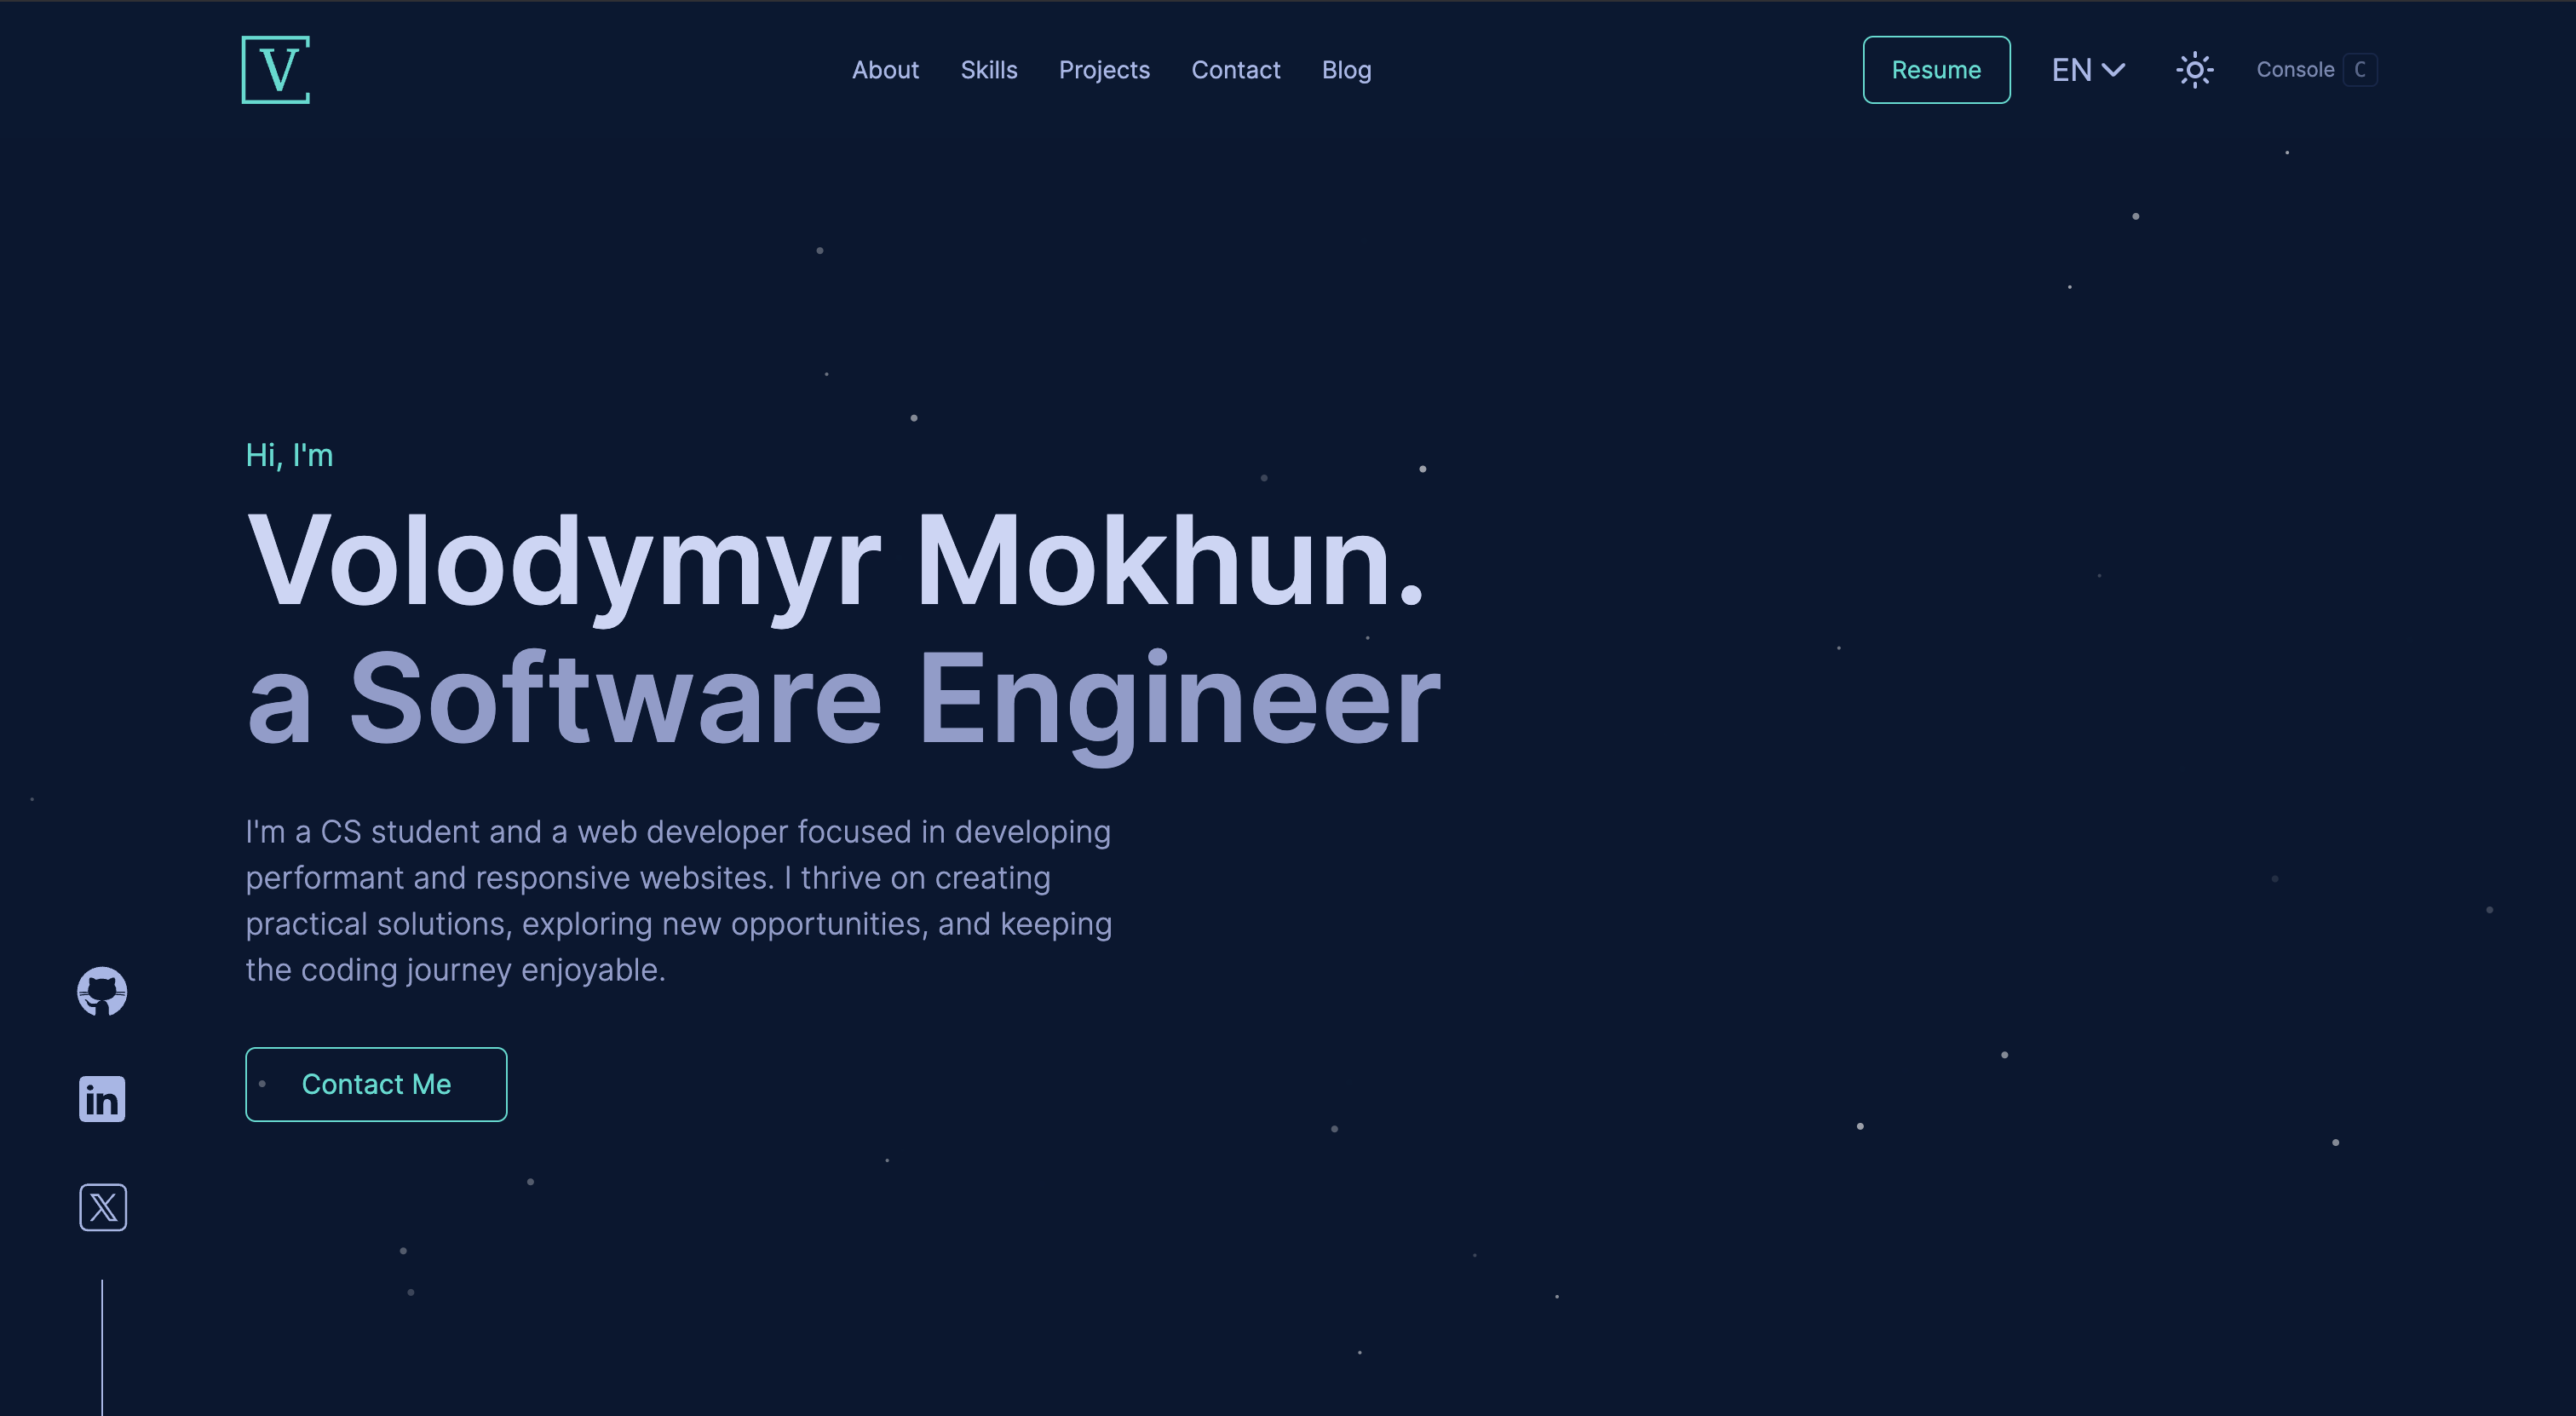 V
About Skills Projects Contact Blog
Resume EN Console C
Hi, I'm
Volodymyr Mokhun.
a Software Engineer
I'm a CS student and a web developer focused in developing
performant and responsive websites. I thrive on creating
practical solutions, exploring new opportunities, and keeping
the coding journey enjoyable.
in
Contact Me
X